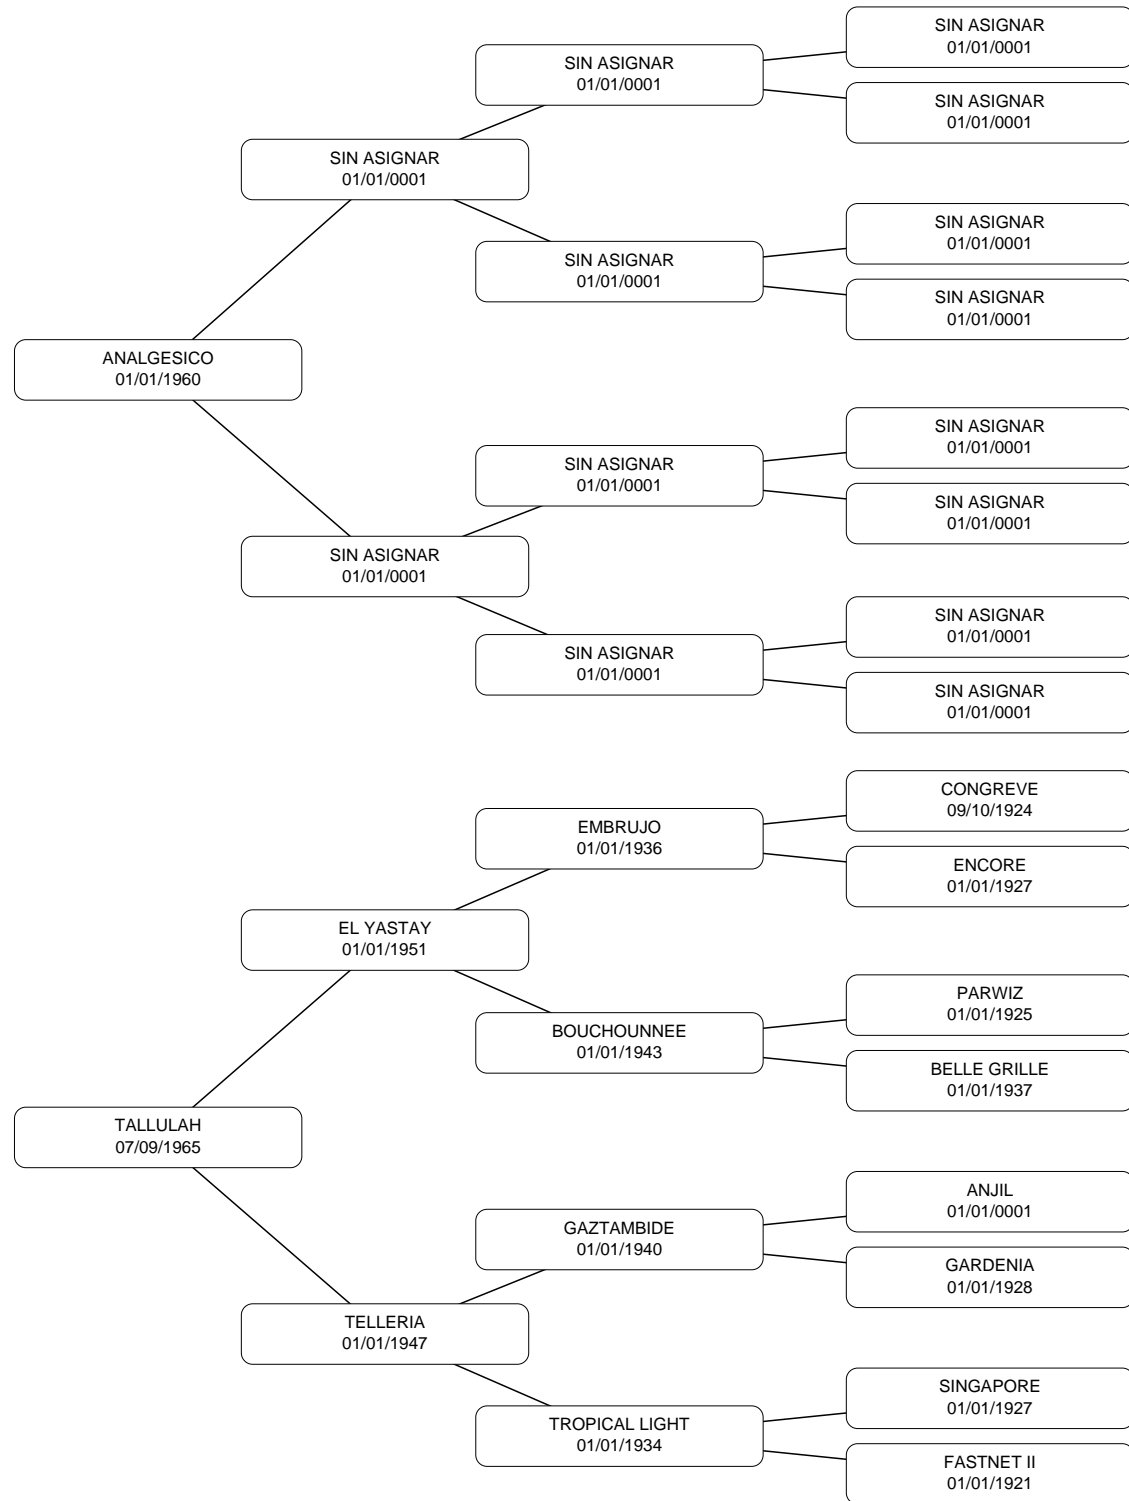 SIN ASIGNAR
01/01/0001
SIN ASIGNAR
01/01/0001
SIN ASIGNAR
01/01/0001
SIN ASIGNAR
01/01/0001
SIN ASIGNAR
01/01/0001
SIN ASIGNAR
01/01/0001
SIN ASIGNAR
01/01/0001
ANALGESICO
01/01/1960
SIN ASIGNAR
01/01/0001
SIN ASIGNAR
01/01/0001
SIN ASIGNAR
01/01/0001
SIN ASIGNAR
01/01/0001
SIN ASIGNAR
01/01/0001
SIN ASIGNAR
01/01/0001
SIN ASIGNAR
01/01/0001
CONGREVE
09/10/1924
EMBRUJO
01/01/1936
ENCORE
01/01/1927
EL YASTAY
01/01/1951
PARWIZ
01/01/1925
BOUCHOUNNEE
01/01/1943
BELLE GRILLE
01/01/1937
TALLULAH
07/09/1965
ANJIL
01/01/0001
GAZTAMBIDE
01/01/1940
GARDENIA
01/01/1928
TELLERIA
01/01/1947
SINGAPORE
01/01/1927
TROPICAL LIGHT
01/01/1934
FASTNET II
01/01/1921